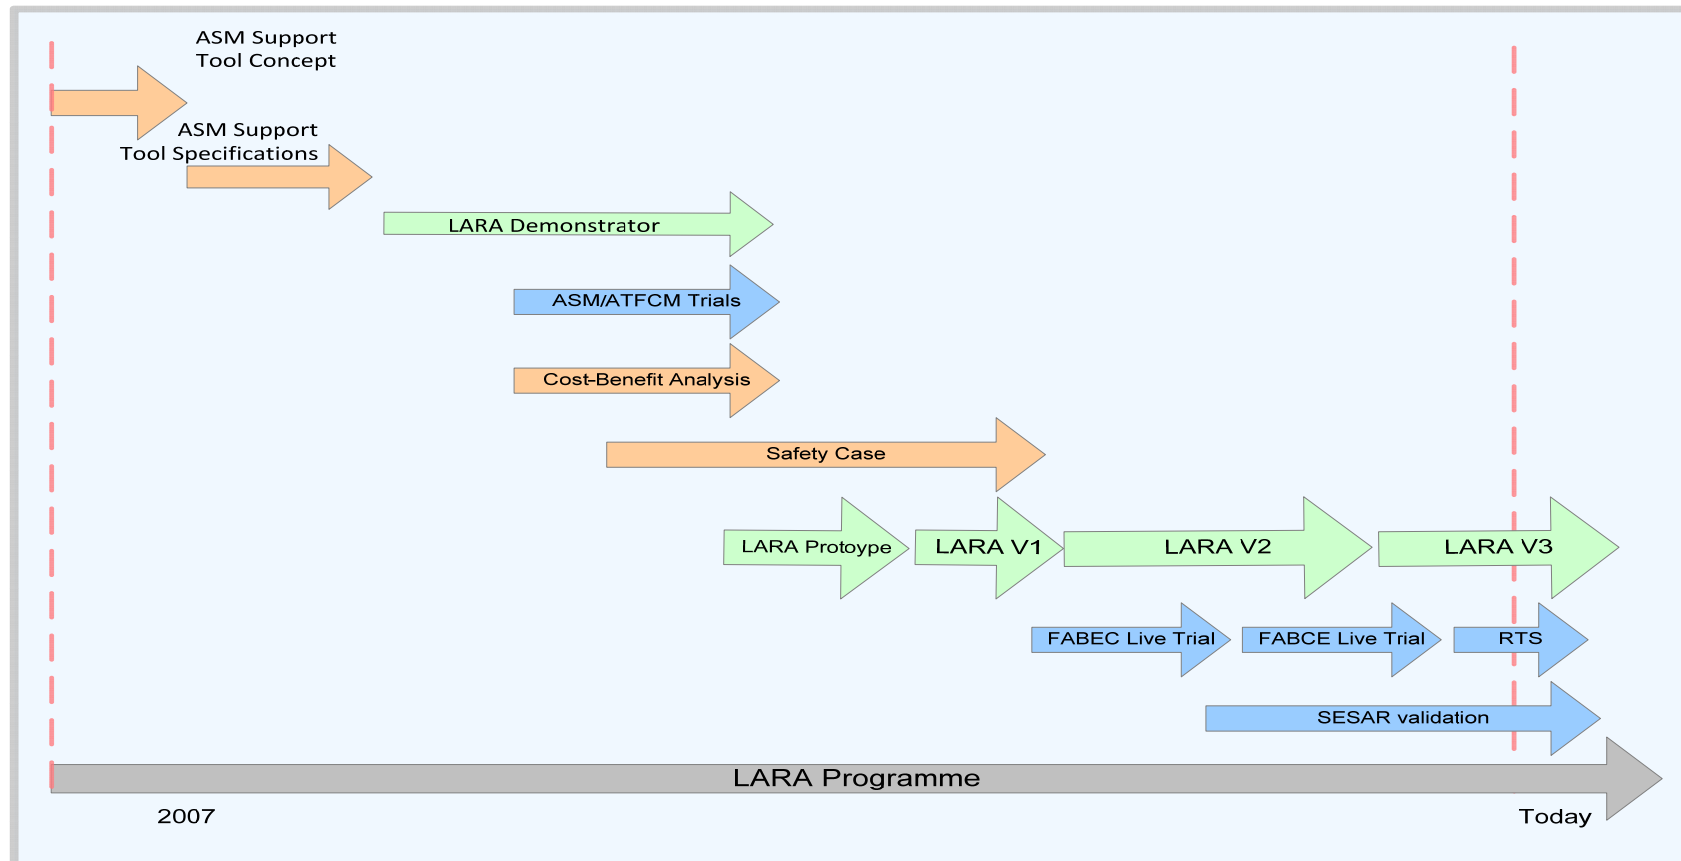 ASM Support
Tool Concept
ASM Support
Tool Specifications
LARA Demonstrator
ASM/ATFCM Trials
Cost-Benefit Analysis
Safety Case
LARA Protoype
LARA V1
LARA V2
LARA V3
FABEC Live Trial
FABCE Live Trial
RTS
SESAR validation
LARA Programme
2007
Today